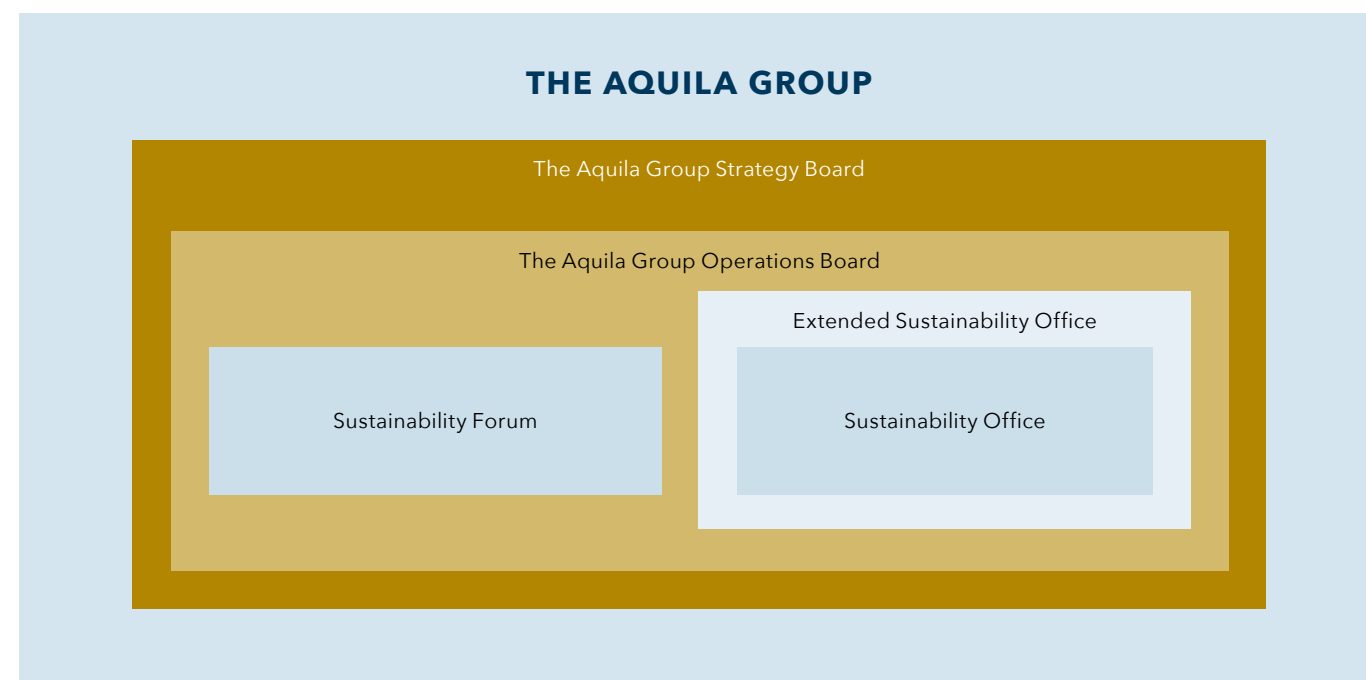 THE AQUILA GROUP
The Aquila Group Strategy Board
The Aquila Group Operations Board
Extended Sustainability Office
Sustainability Forum
Sustainability Office